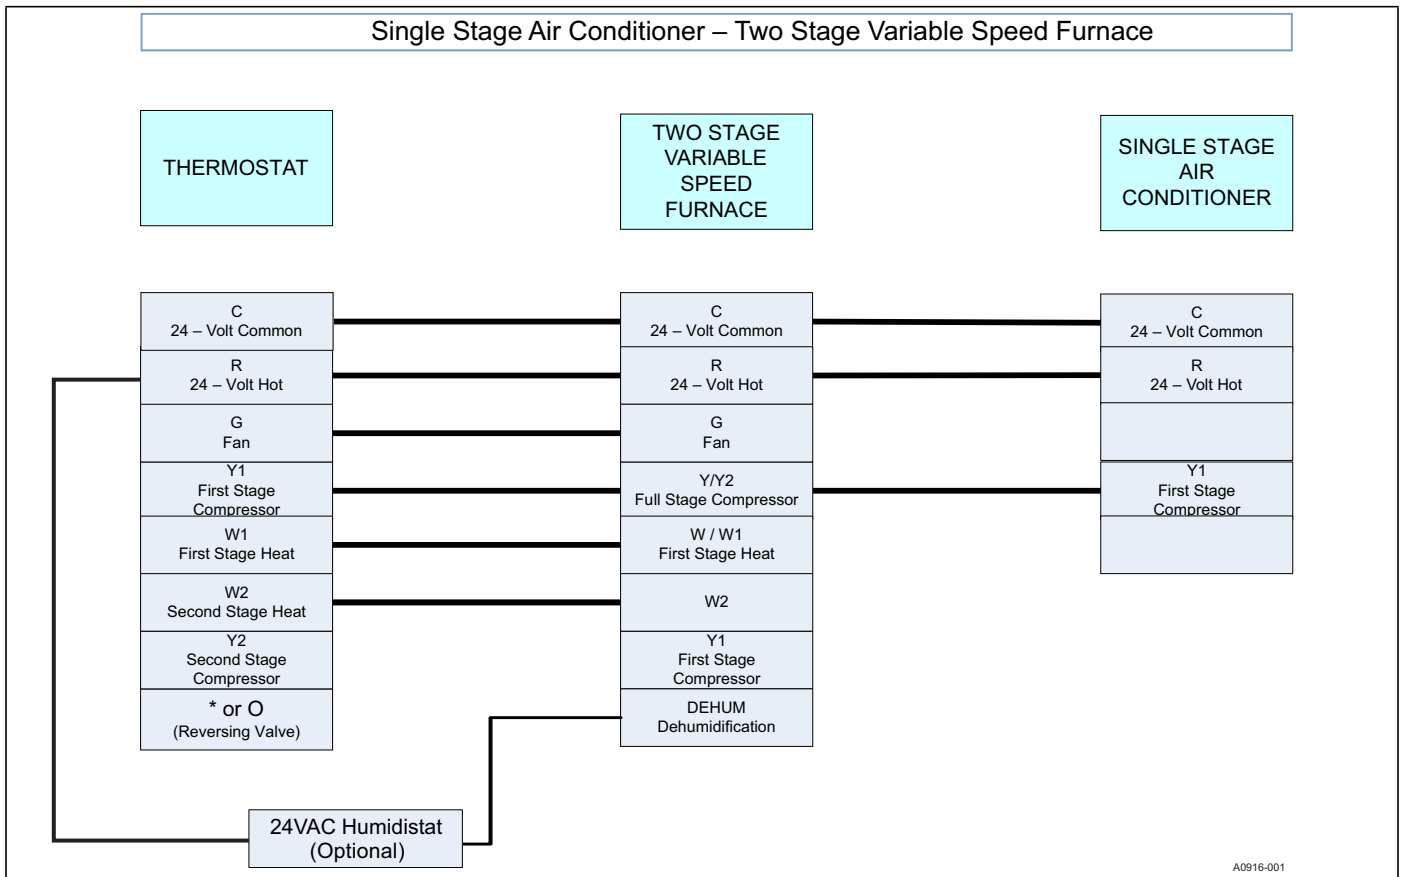 Single Stage Air Conditioner – Two Stage Variable Speed Furnace
THERMOSTAT
TWO STAGE
VARIABLE
SPEED
FURNACE
SINGLE STAGE
AIR
CONDITIONER
C
24 – Volt Common
R
24 – Volt Hot
G
Fan
Y1
First Stage
Compressor
W1
First Stage Heat
W2
Second Stage Heat
Y2
Second Stage
Compressor
* or O
(Reversing Valve)
C
24 – Volt Common
R
24 – Volt Hot
G
Fan
Y/Y2
Full Stage Compressor
W / W1
First Stage Heat
W2
Y1
First Stage
Compressor
DEHUM
Dehumidification
C
24 – Volt Common
R
24 – Volt Hot
Y1
First Stage
Compressor
24VAC Humidistat
(Optional)
A0916-001